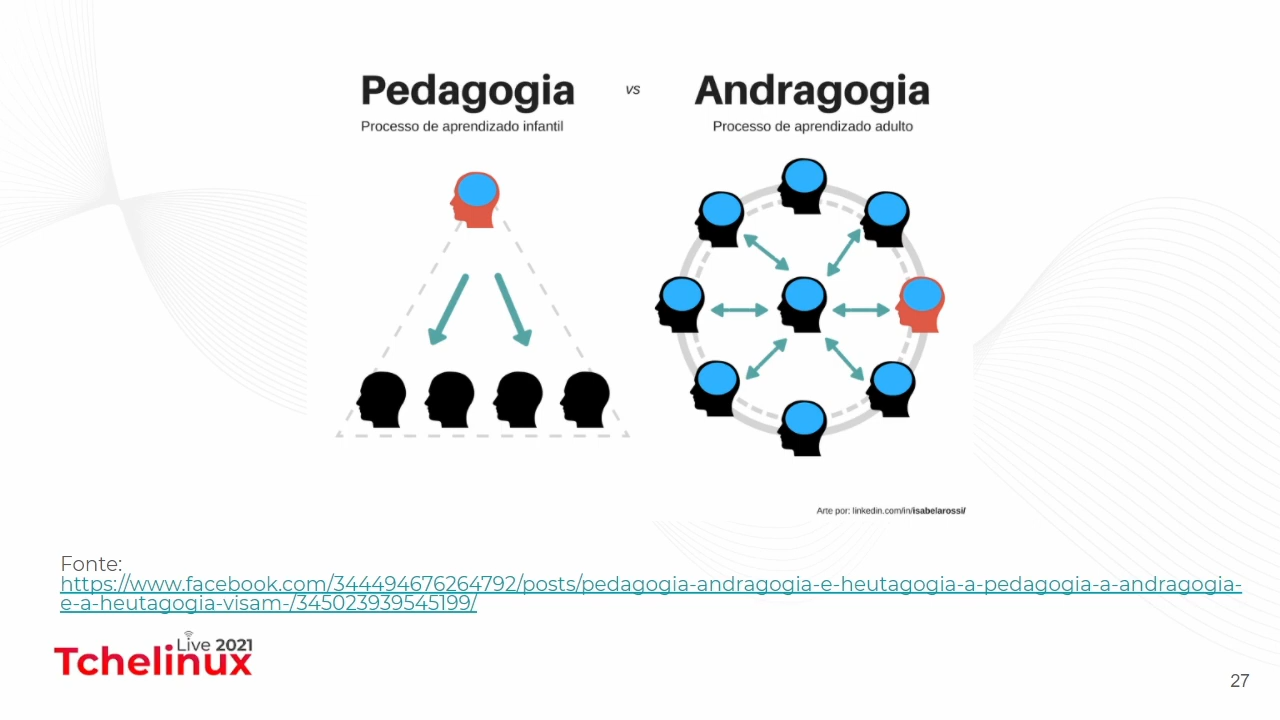 Pedagogia vs Andragogia
Processo de aprendizado infantil
Processo de aprendizado adulto
Arte por: linkedin.com/in/isabelarossi/
Fonte:
https://www.facebook.com/344494676264792/posts/pedagogia-andragogia-e-heutagogia-a-pedagogia-a-andragogia-
e-a-heutagogia-visam-/345023939545199/
Live 2021
Tchelinux
27